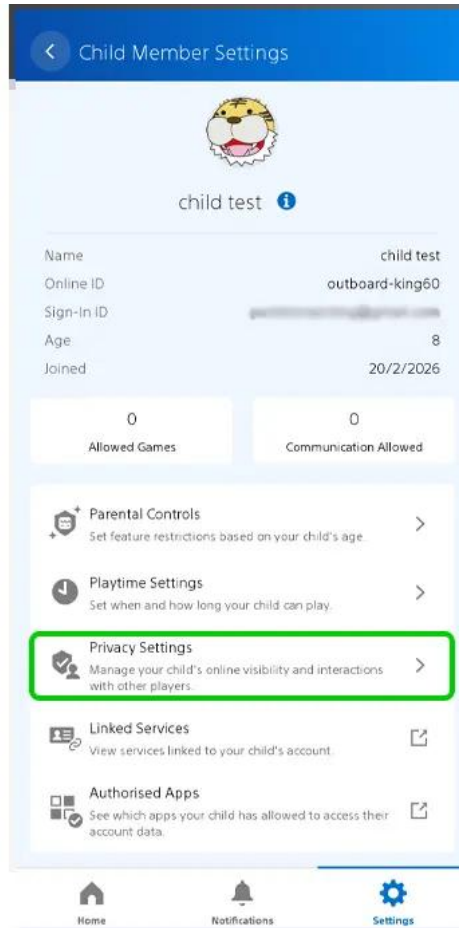 Child Member Settings
child test
Name
child test
Online ID
outboard-king60
Sign-In ID
Age
8
Joined
20/2/2026
0
Allowed Games
0
Communication Allowed
Parental Controls
Set feature restrictions based on your child's age.
Playtime Settings
Set when and how long your child can play.
Privacy Settings
Manage your child's online visibility and interactions
with other players.
Linked Services
View services linked to your child's account.
Authorised Apps
See which apps your child has allowed to access their
account data.
Home
Notifications
Settings